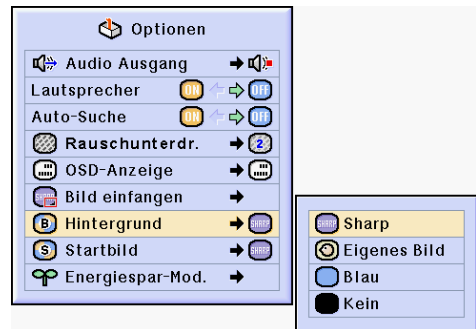 Optionen
Audio Ausgang
Lautsprecher ON OFF
Auto-Suche ON OFF
Rauschunterdr. 2
OSD-Anzeige
Bild einfangen
B Hintergrund SHARP
S Startbild SHARP
Energiespar-Mod.
SHARP Sharp
Eigenes Bild
Blau
Kein